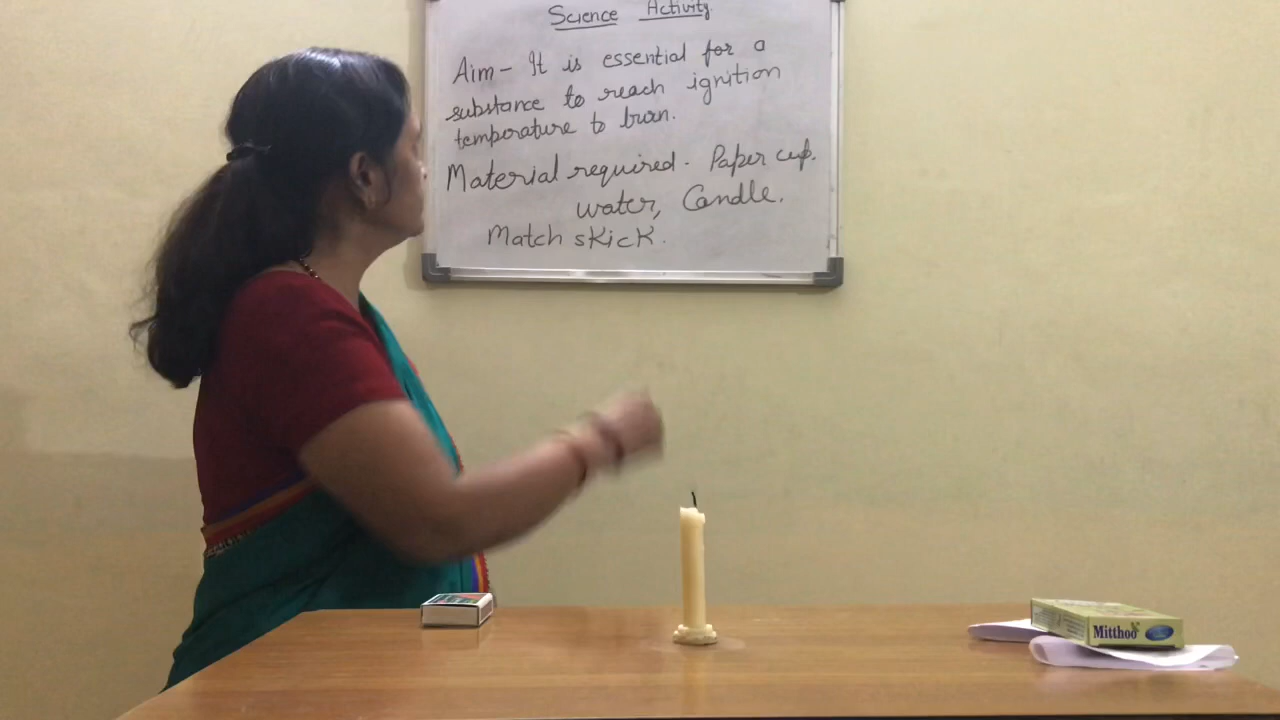 Science Activity
Aim - It is essential for a
substance to reach ignition
temperature to burn.
Material required - Paper cup.
water, Candle.
Match skick.
Mitthoo